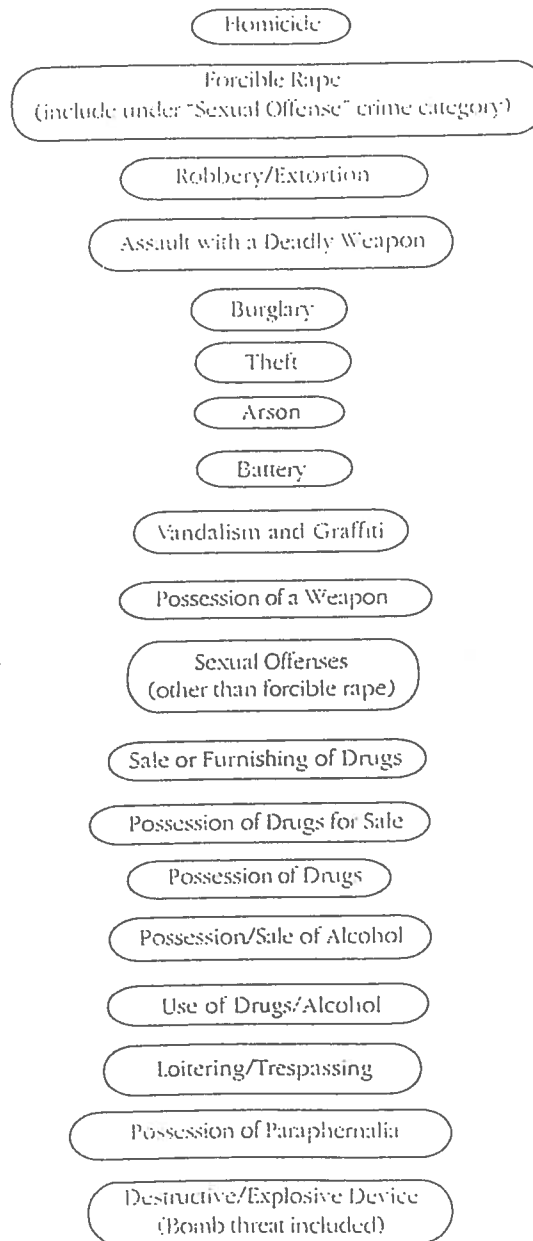 Homicide
Forcible Rape
(include under "Sexual Offense" crime category)
Robbery/Extortion
Assault with a Deadly Weapon
Burglary
Theft
Arson
Battery
Vandalism and Graffiti
Possession of a Weapon
Sexual Offenses
(other than forcible rape)
Sale or Furnishing of Drugs
Possession of Drugs for Sale
Possession of Drugs
Possession/Sale of Alcohol
Use of Drugs/Alcohol
Loitering/Trespassing
Possession of Paraphernalia
Destructive/Explosive Device
(Bomb threat included)